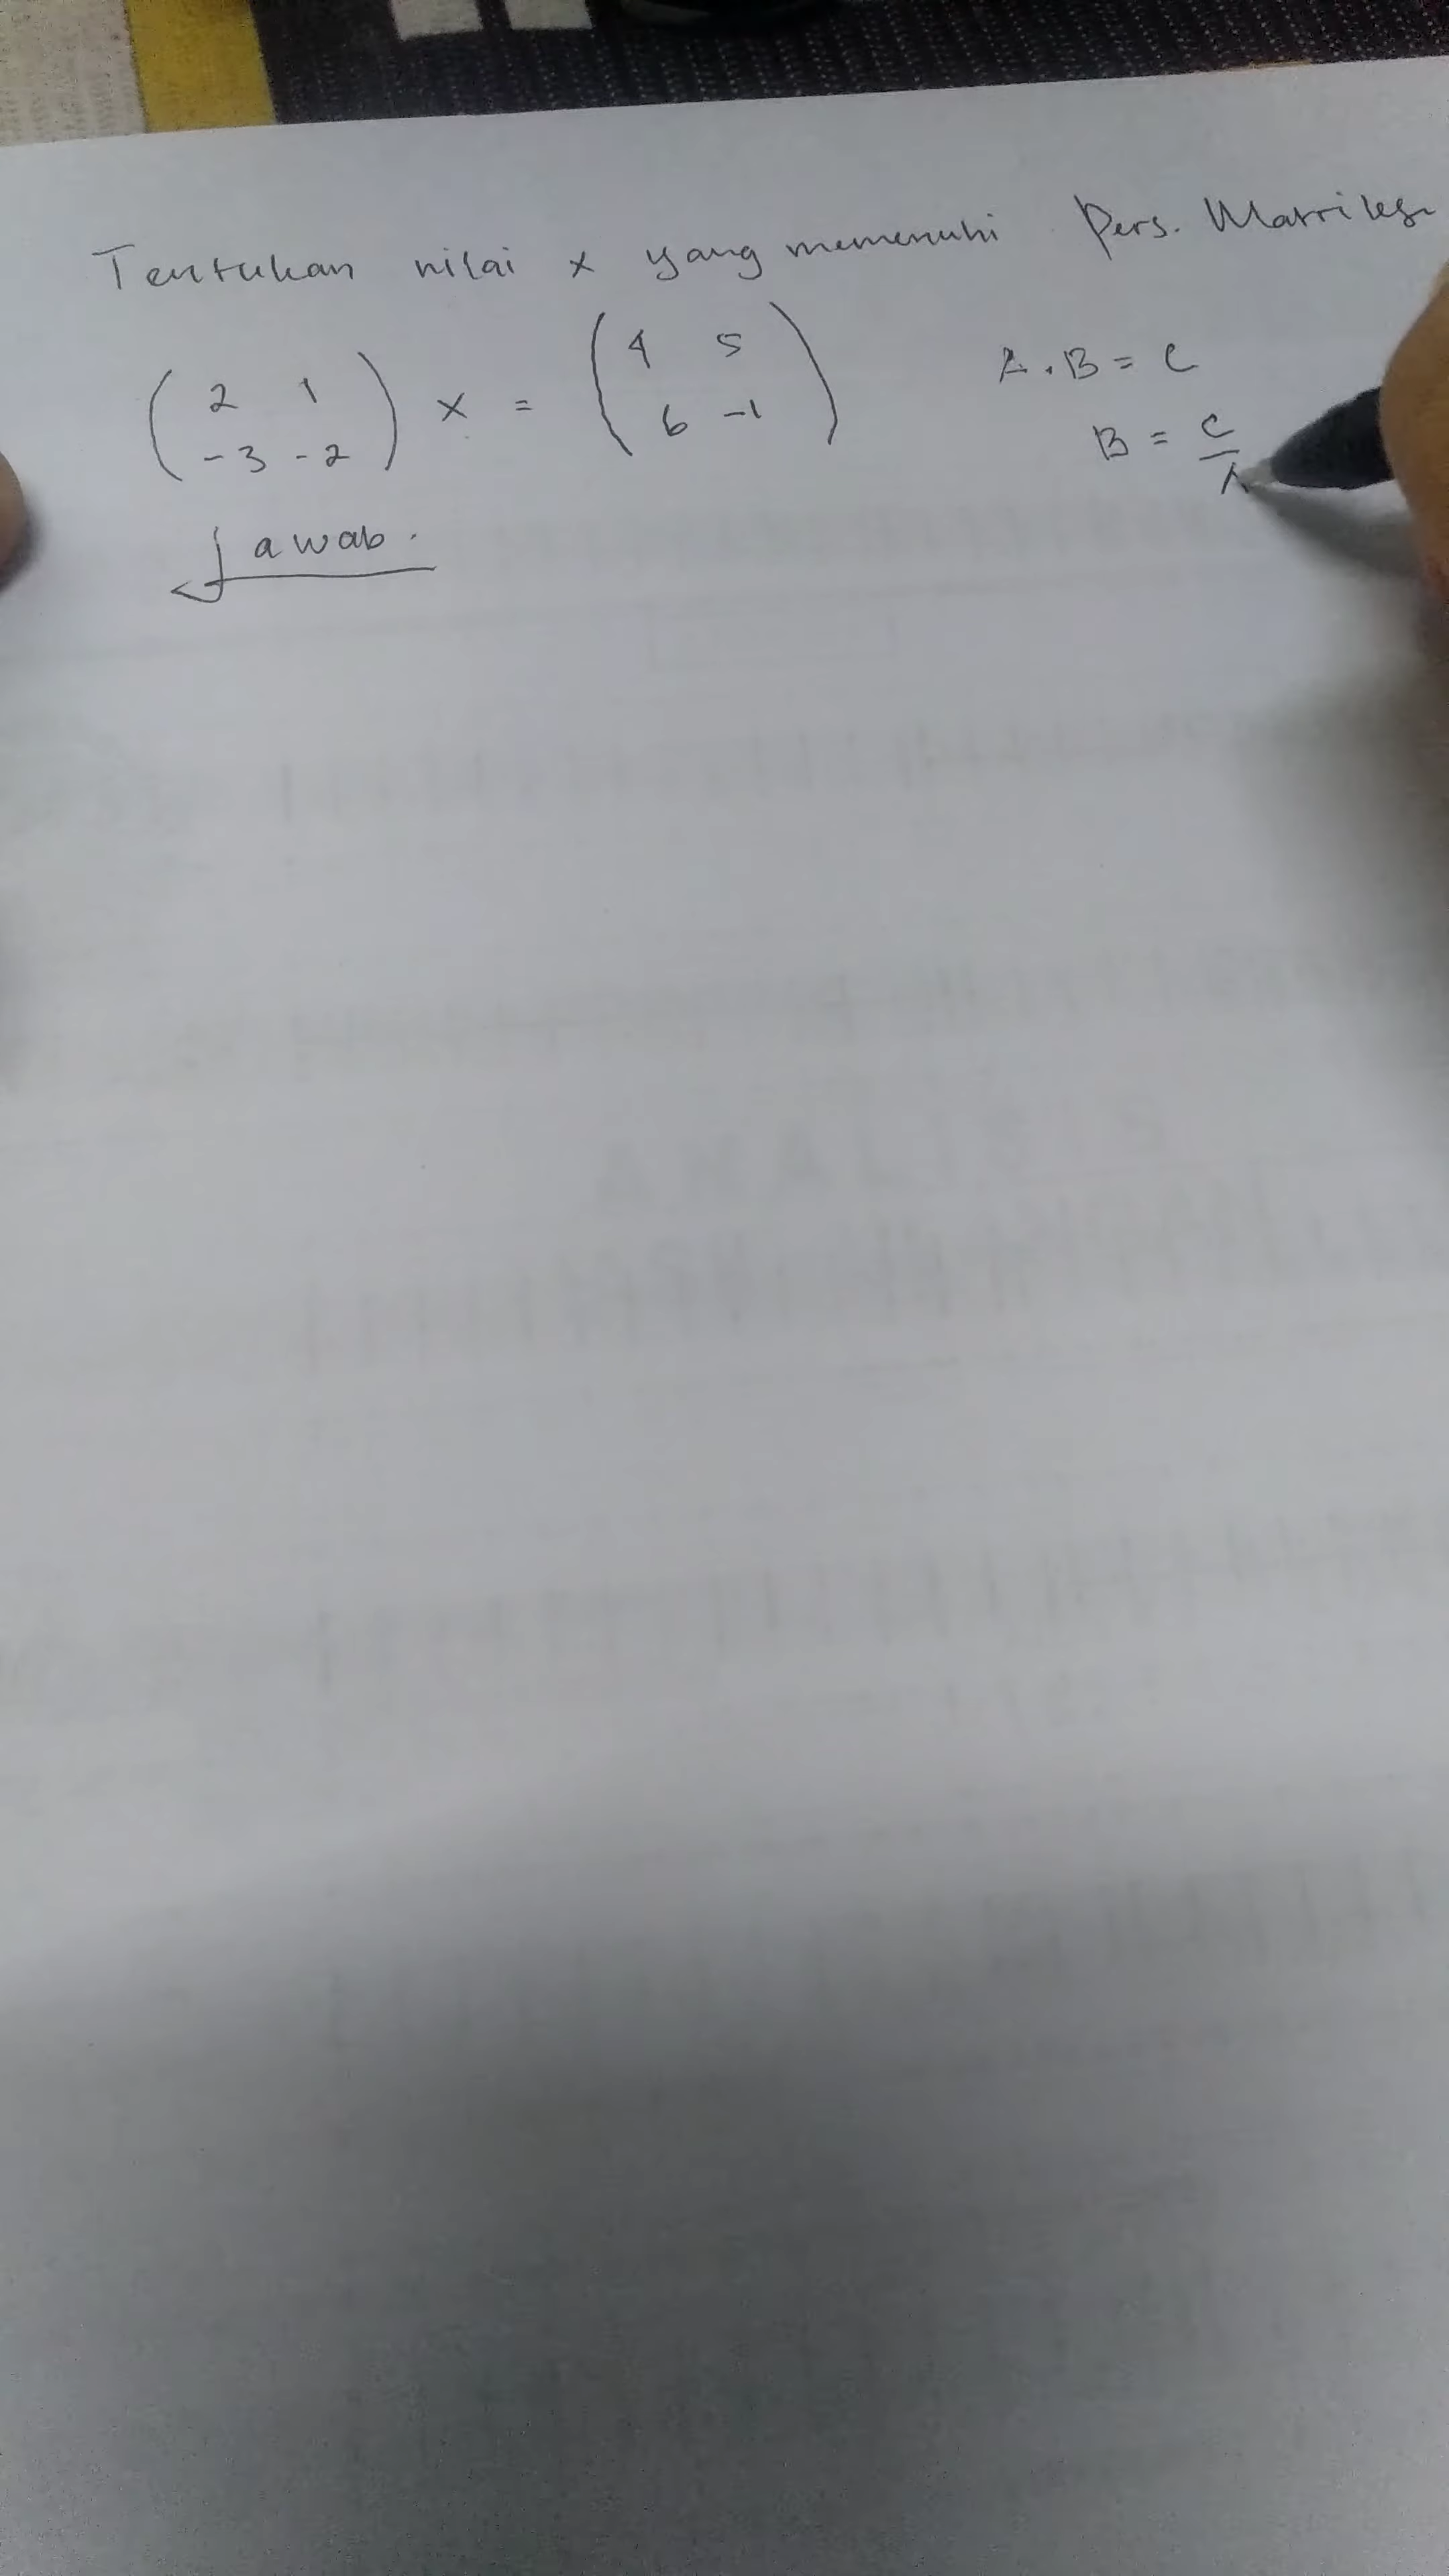 Tentukan nilai x yang memenuhi Pers. Matriks
( 2 1 ) x = ( 4 5 )
( -3 -2 ) ( 6 -1 )
A . B = C
B = C
A
Jawab.